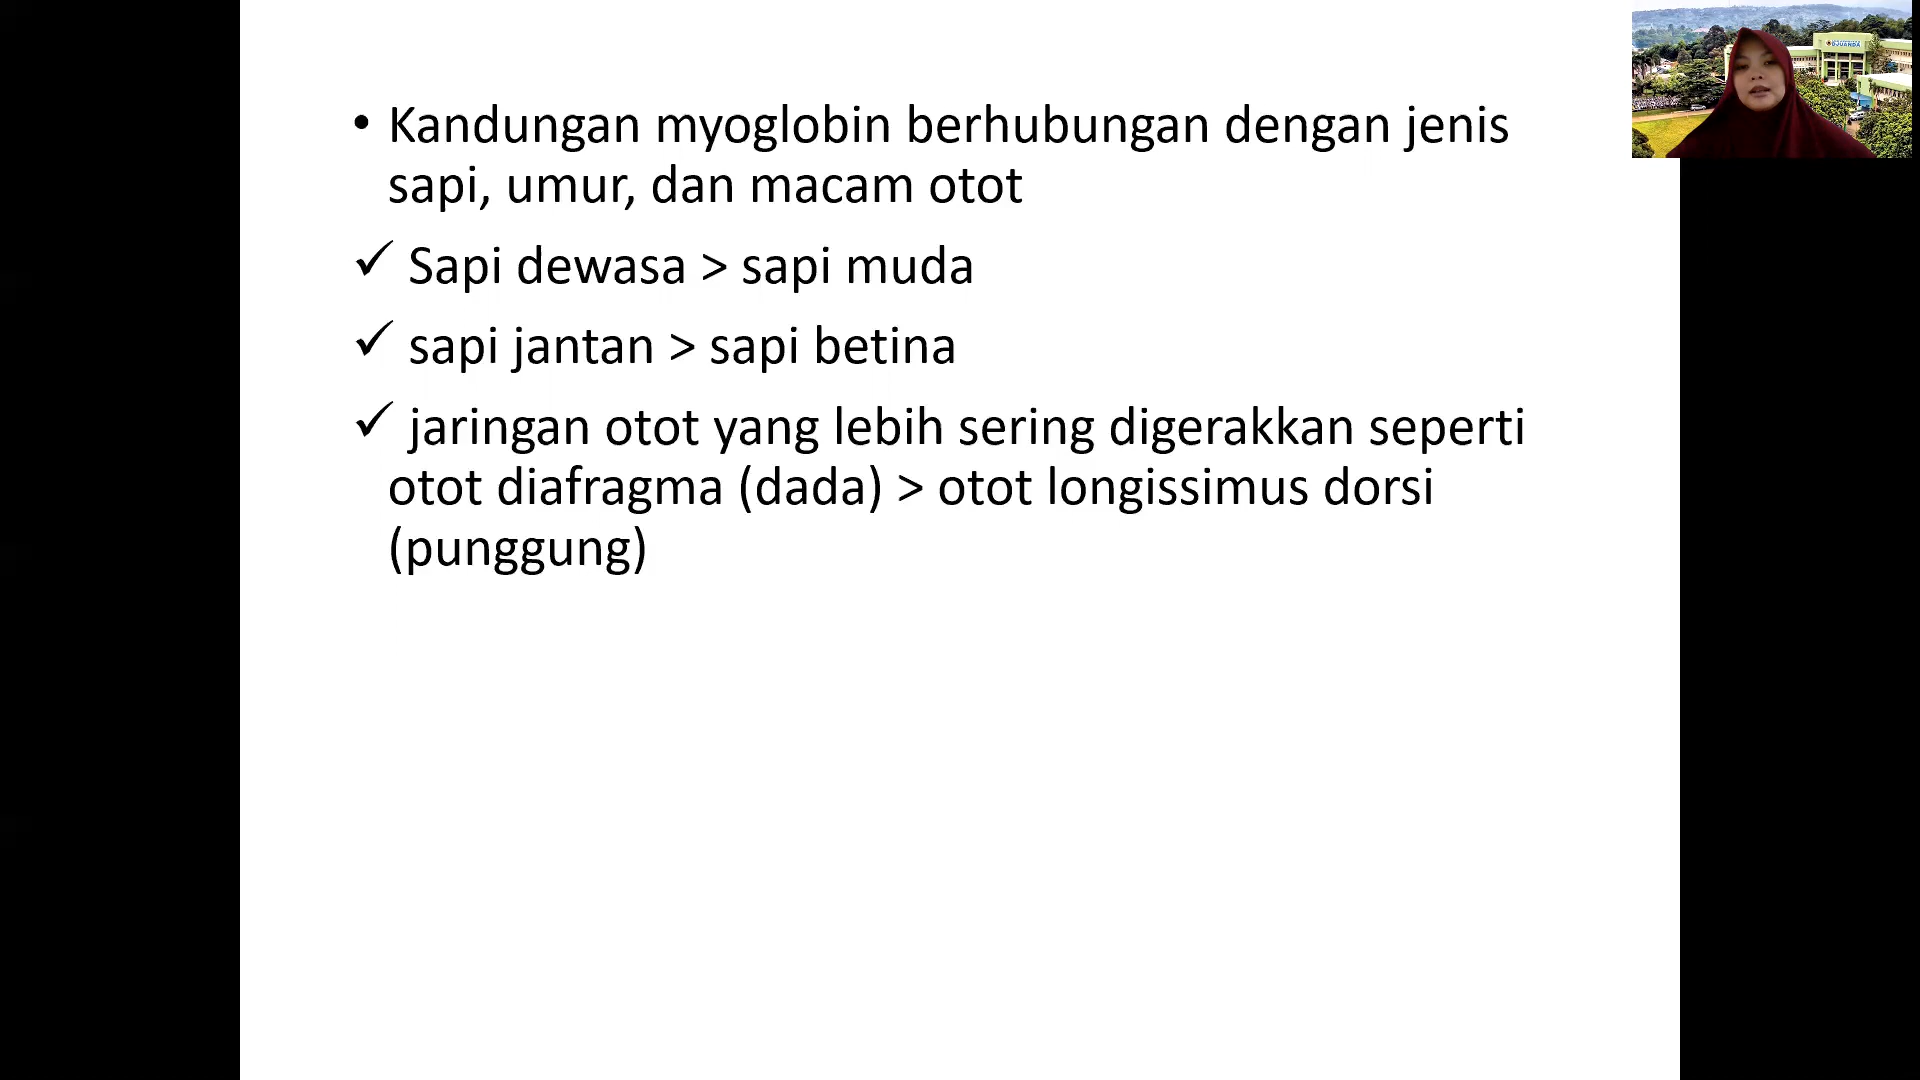 • Kandungan myoglobin berhubungan dengan jenis
sapi, umur, dan macam otot
✓ Sapi dewasa > sapi muda
✓ sapi jantan > sapi betina
✓ jaringan otot yang lebih sering digerakkan seperti
otot diafragma (dada) > otot longissimus dorsi
(punggung)
DJUANDA